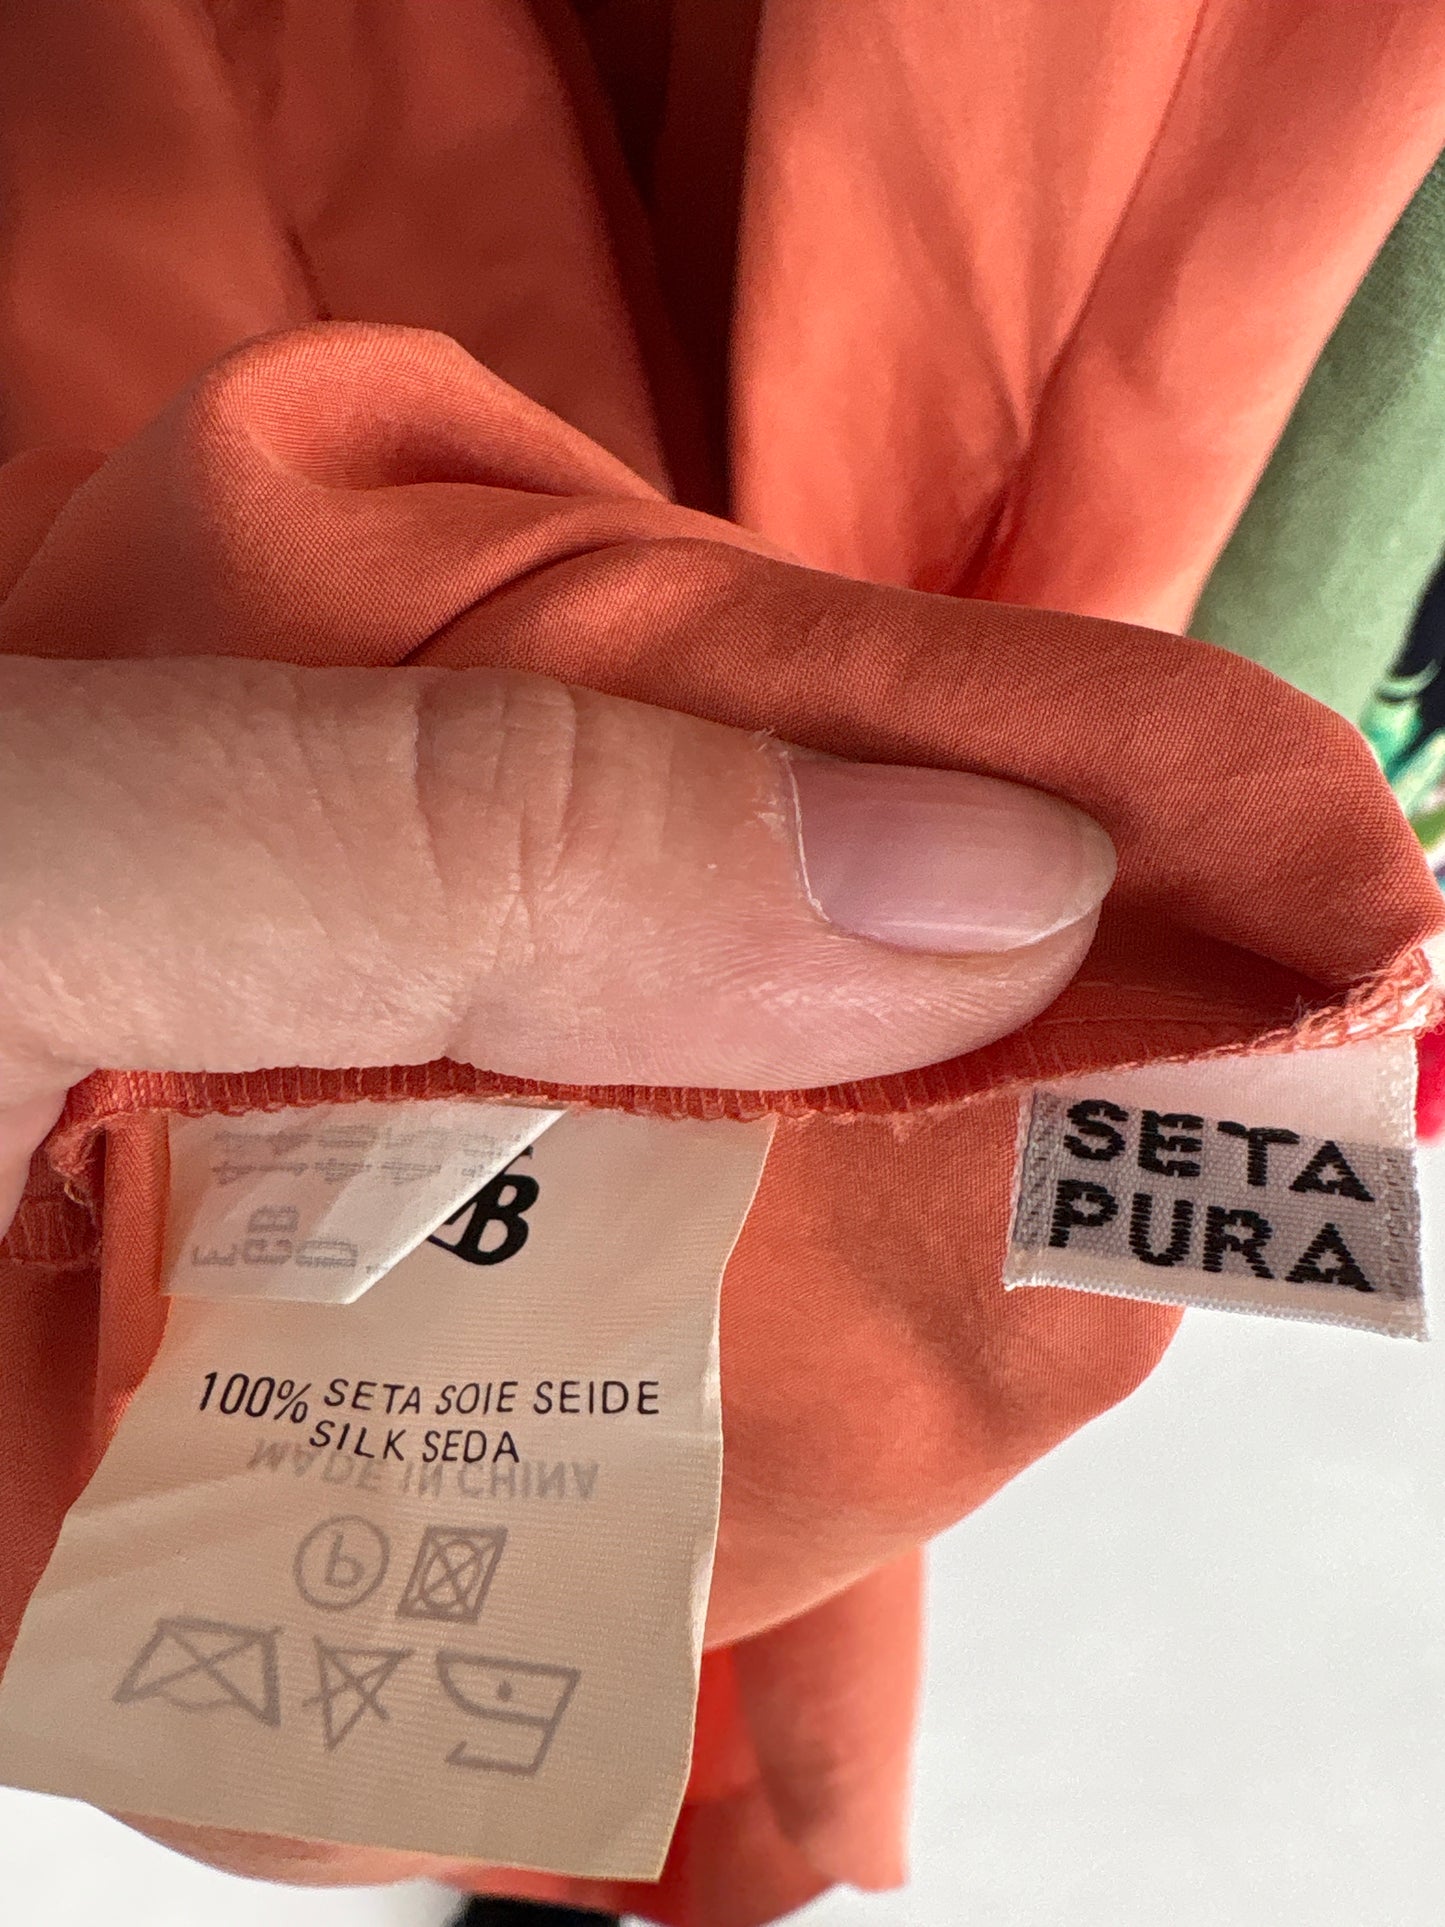 B
100% SETA SOIE SEIDE
SILK SEDA
MADE IN CHINA
P
SETA
PURA